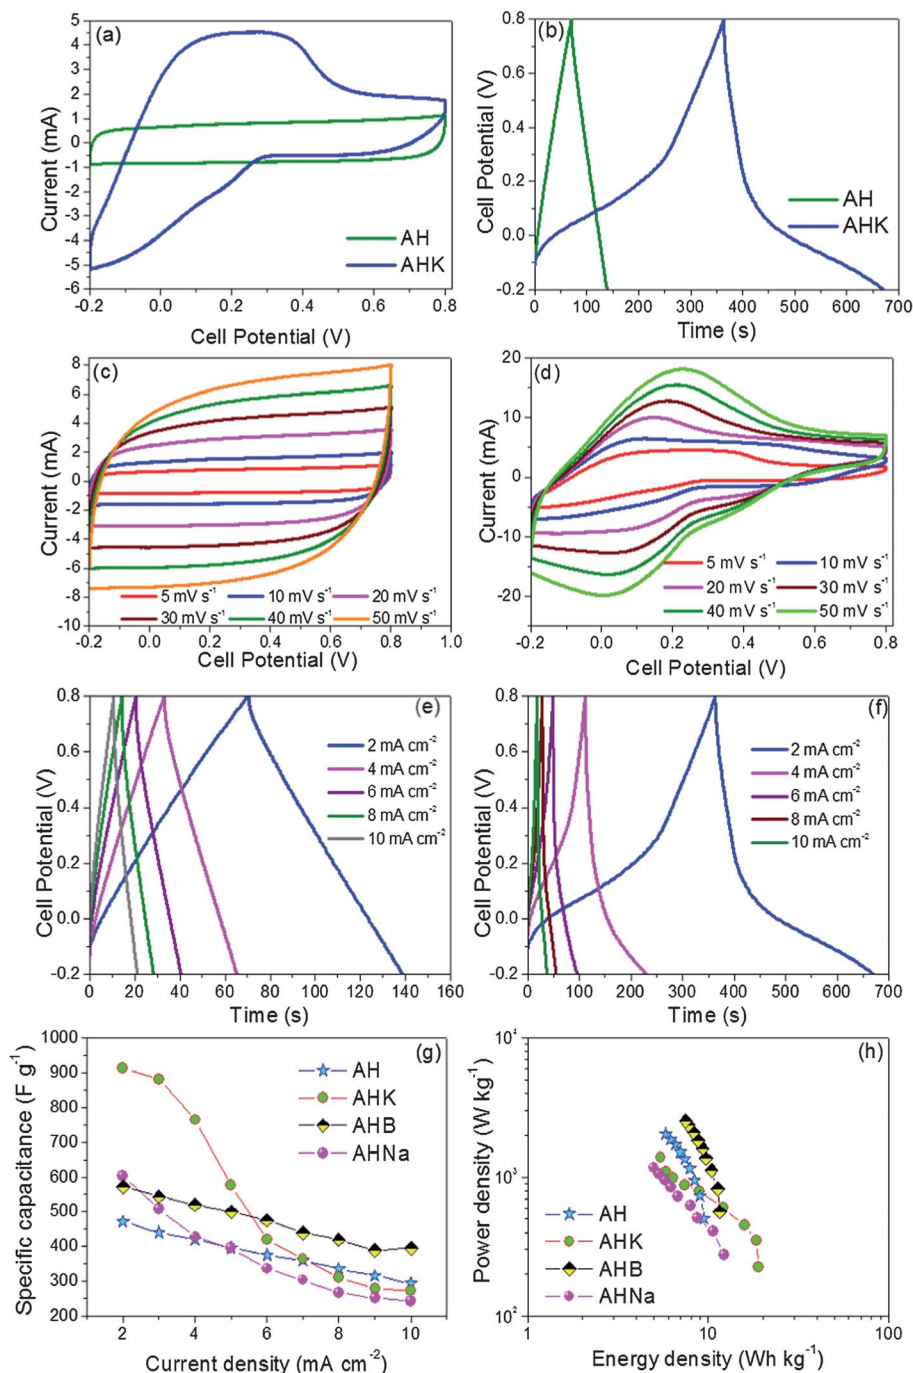 (a)
5
4
3
2
1
0
-1
-2
-3
-4
-5
-6
Current (mA)
AH
AHK
-0.2 0.0 0.2 0.4 0.6 0.8
Cell Potential (V)
(b)
0.8
0.6
0.4
0.2
0.0
-0.2
Cell Potential (V)
AH
AHK
0 100 200 300 400 500 600 700
Time (s)
(c)
8
6
4
2
0
-2
-4
-6
-8
-10
Current (mA)
5 mV s⁻¹ 10 mV s⁻¹ 20 mV s⁻¹
30 mV s⁻¹ 40 mV s⁻¹ 50 mV s⁻¹
-0.2 0.0 0.2 0.4 0.6 0.8 1.0
Cell Potential (V)
(d)
20
10
0
-10
-20
Current (mA)
5 mV s⁻¹ 10 mV s⁻¹
20 mV s⁻¹ 30 mV s⁻¹
40 mV s⁻¹ 50 mV s⁻¹
-0.2 0.0 0.2 0.4 0.6 0.8
Cell Potential (V)
(e)
0.8
0.6
0.4
0.2
0.0
-0.2
Cell Potential (V)
2 mA cm⁻²
4 mA cm⁻²
6 mA cm⁻²
8 mA cm⁻²
10 mA cm⁻²
0 20 40 60 80 100 120 140 160
Time (s)
(f)
0.8
0.6
0.4
0.2
0.0
-0.2
Cell Potential (V)
2 mA cm⁻²
4 mA cm⁻²
6 mA cm⁻²
8 mA cm⁻²
10 mA cm⁻²
0 100 200 300 400 500 600 700
Time (s)
(g)
1000
900
800
700
600
500
400
300
200
Specific capacitance (F g⁻¹)
AH
AHK
AHB
AHNa
2 4 6 8 10
Current density (mA cm⁻²)
(h)
10⁴
10³
10²
Power density (W kg⁻¹)
AH
AHK
AHB
AHNa
1 10 100
Energy density (Wh kg⁻¹)